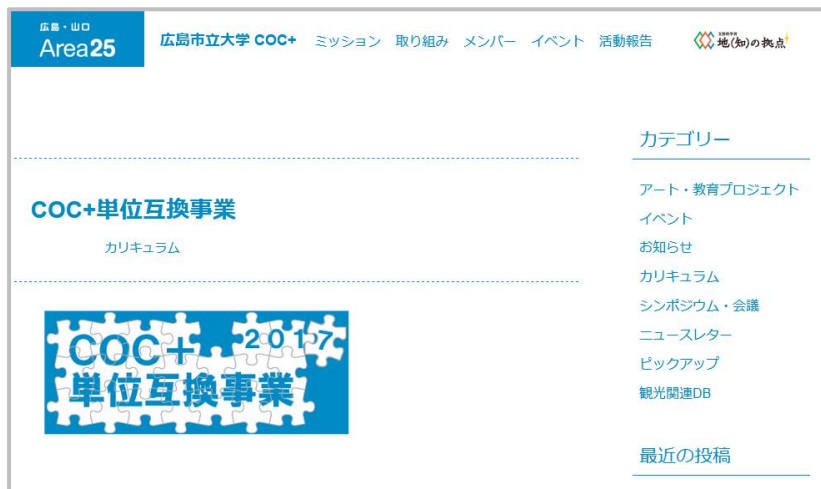 広島・山口
Area25
広島市立大学 COC+ ミッション 取り組み メンバー イベント 活動報告
地(知)の拠点
カテゴリー
COC+単位互換事業
カリキュラム
アート・教育プロジェクト
イベント
お知らせ
カリキュラム
シンポジウム・会議
ニュースレター
ピックアップ
観光関連DB
COC+ 2017
単位互換事業
最近の投稿